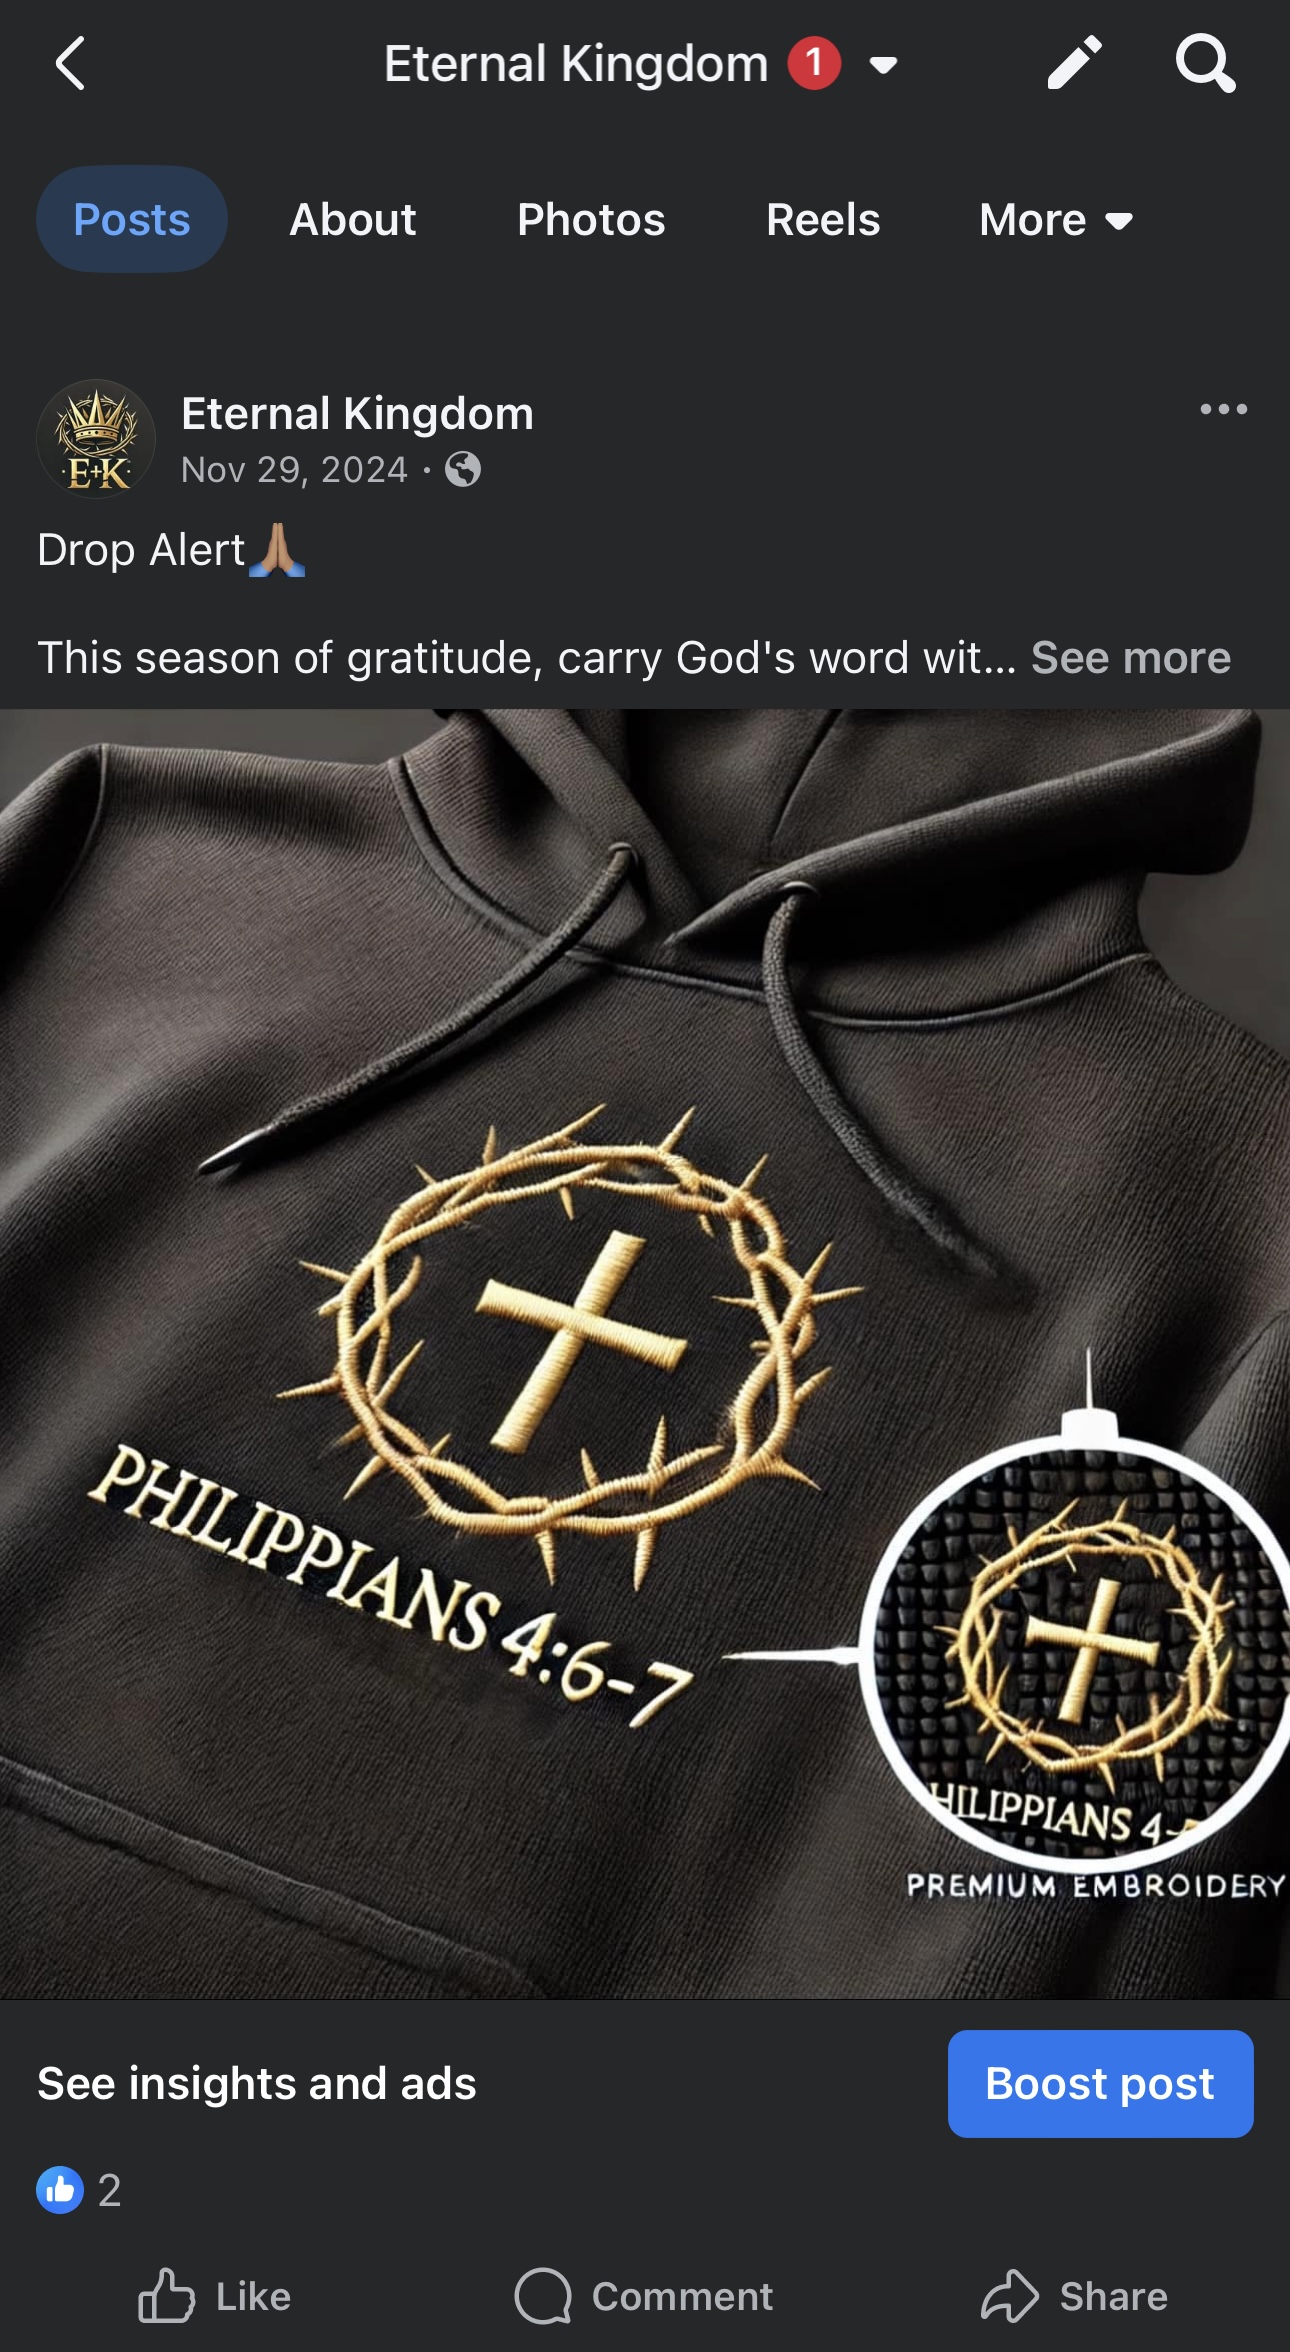 Eternal Kingdom 1
Posts About Photos Reels More
E+K
Eternal Kingdom
Nov 29, 2024 ·
Drop Alert🙏🏽
This season of gratitude, carry God's word wit... See more
PHILIPPIANS 4:6-7
HILIPPIANS 4-
PREMIUM EMBROIDERY
See insights and ads
Boost post
2
Like Comment Share